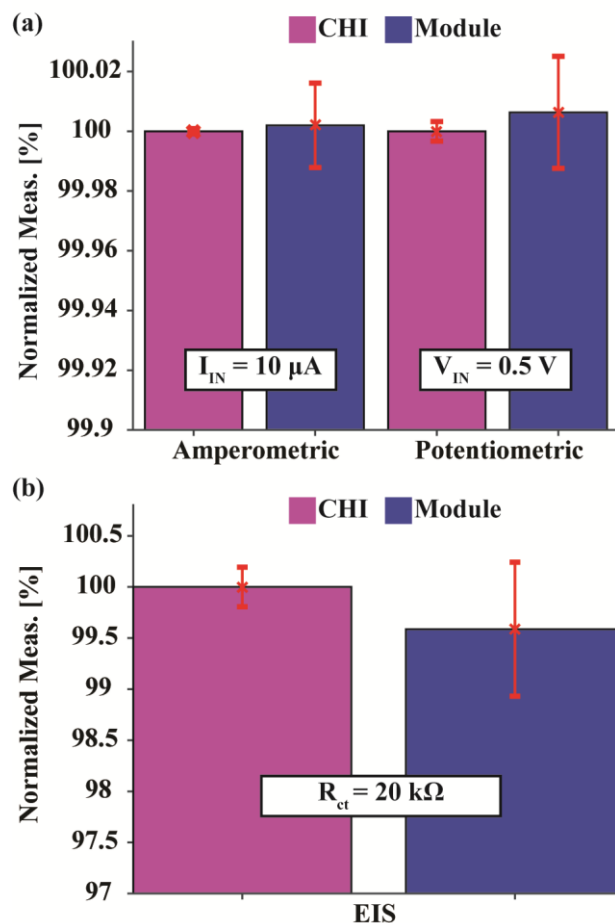 (a)
CHI Module
Normalized Meas. [%]
100.02
100
99.98
99.96
99.94
99.92
99.9
I_IN = 10 μA
V_IN = 0.5 V
Amperometric Potentiometric
(b)
CHI Module
Normalized Meas. [%]
100.5
100
99.5
99
98.5
98
97.5
97
R_ct = 20 kΩ
EIS